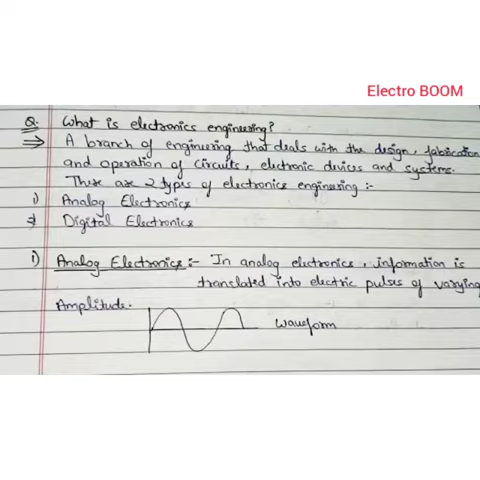 Electro BOOM
Q. What is electronics engineering?
⇒ A branch of engineering that deals with the design, fabrication
and operation of circuits, electronic devices and systems.
There are 2 types of electronics engineering :-
i) Analog Electronics
Digital Electronics
1) Analog Electronics :- In analog electronics, information is
translated into electric pulses of varying
Amplitude.
waveform